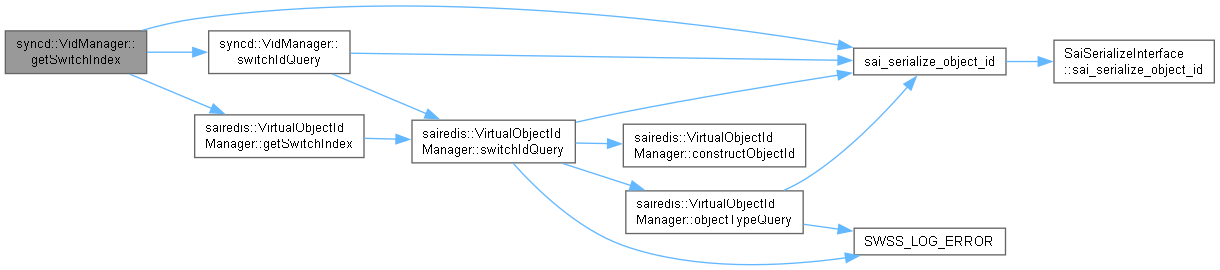 syncd::VidManager::
getSwitchIndex
syncd::VidManager::
switchIdQuery
sairedis::VirtualObjectId
Manager::getSwitchIndex
sairedis::VirtualObjectId
Manager::switchIdQuery
sairedis::VirtualObjectId
Manager::constructObjectId
sairedis::VirtualObjectId
Manager::objectTypeQuery
sai_serialize_object_id
SWSS_LOG_ERROR
SaiSerializeInterface
::sai_serialize_object_id